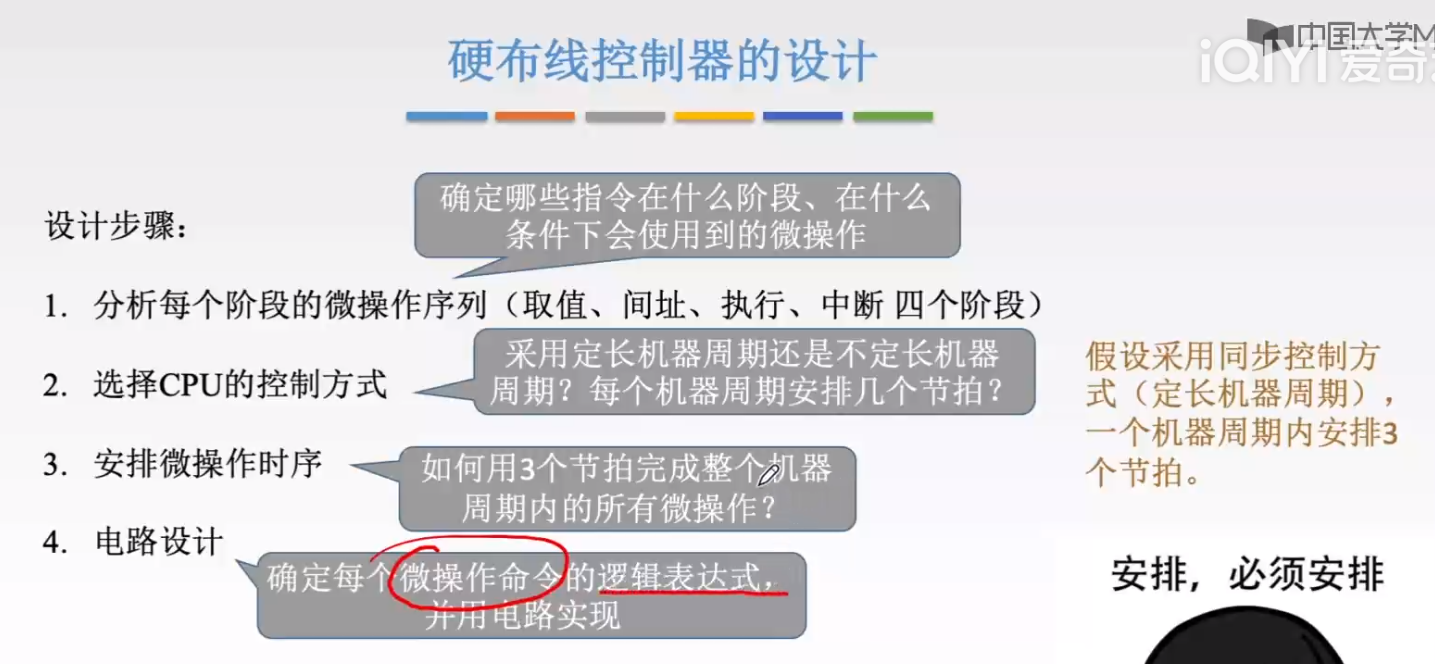 中国大学M
iQIYI 爱奇
硬布线控制器的设计
确定哪些指令在什么阶段、在什么
条件下会使用到的微操作
设计步骤：
1. 分析每个阶段的微操作序列（取值、间址、执行、中断 四个阶段）
采用定长机器周期还是不定长机器
周期？每个机器周期安排几个节拍？
2. 选择CPU的控制方式
假设采用同步控制方
式（定长机器周期），
一个机器周期内安排3
个节拍。
3. 安排微操作时序
如何用3个节拍完成整个机器
周期内的所有微操作？
4. 电路设计
确定每个微操作命令的逻辑表达式，
并用电路实现
安排，必须安排